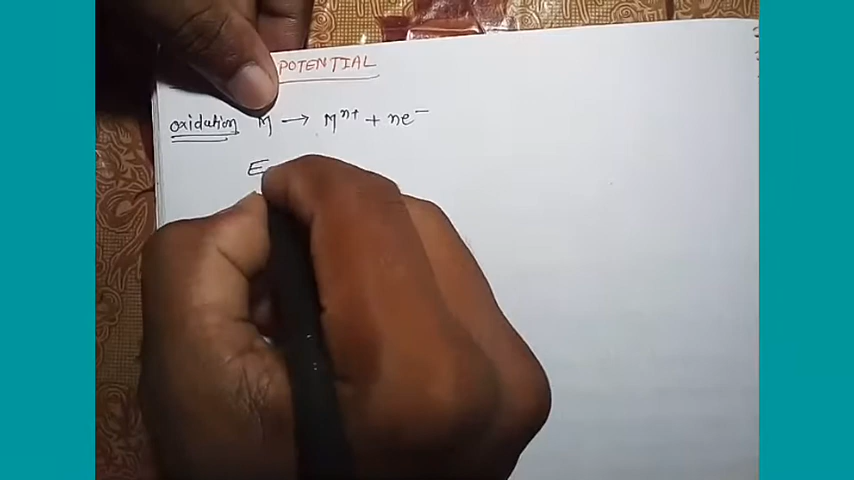 POTENTIAL
oxidation M → Mⁿ⁺ + ne⁻
E